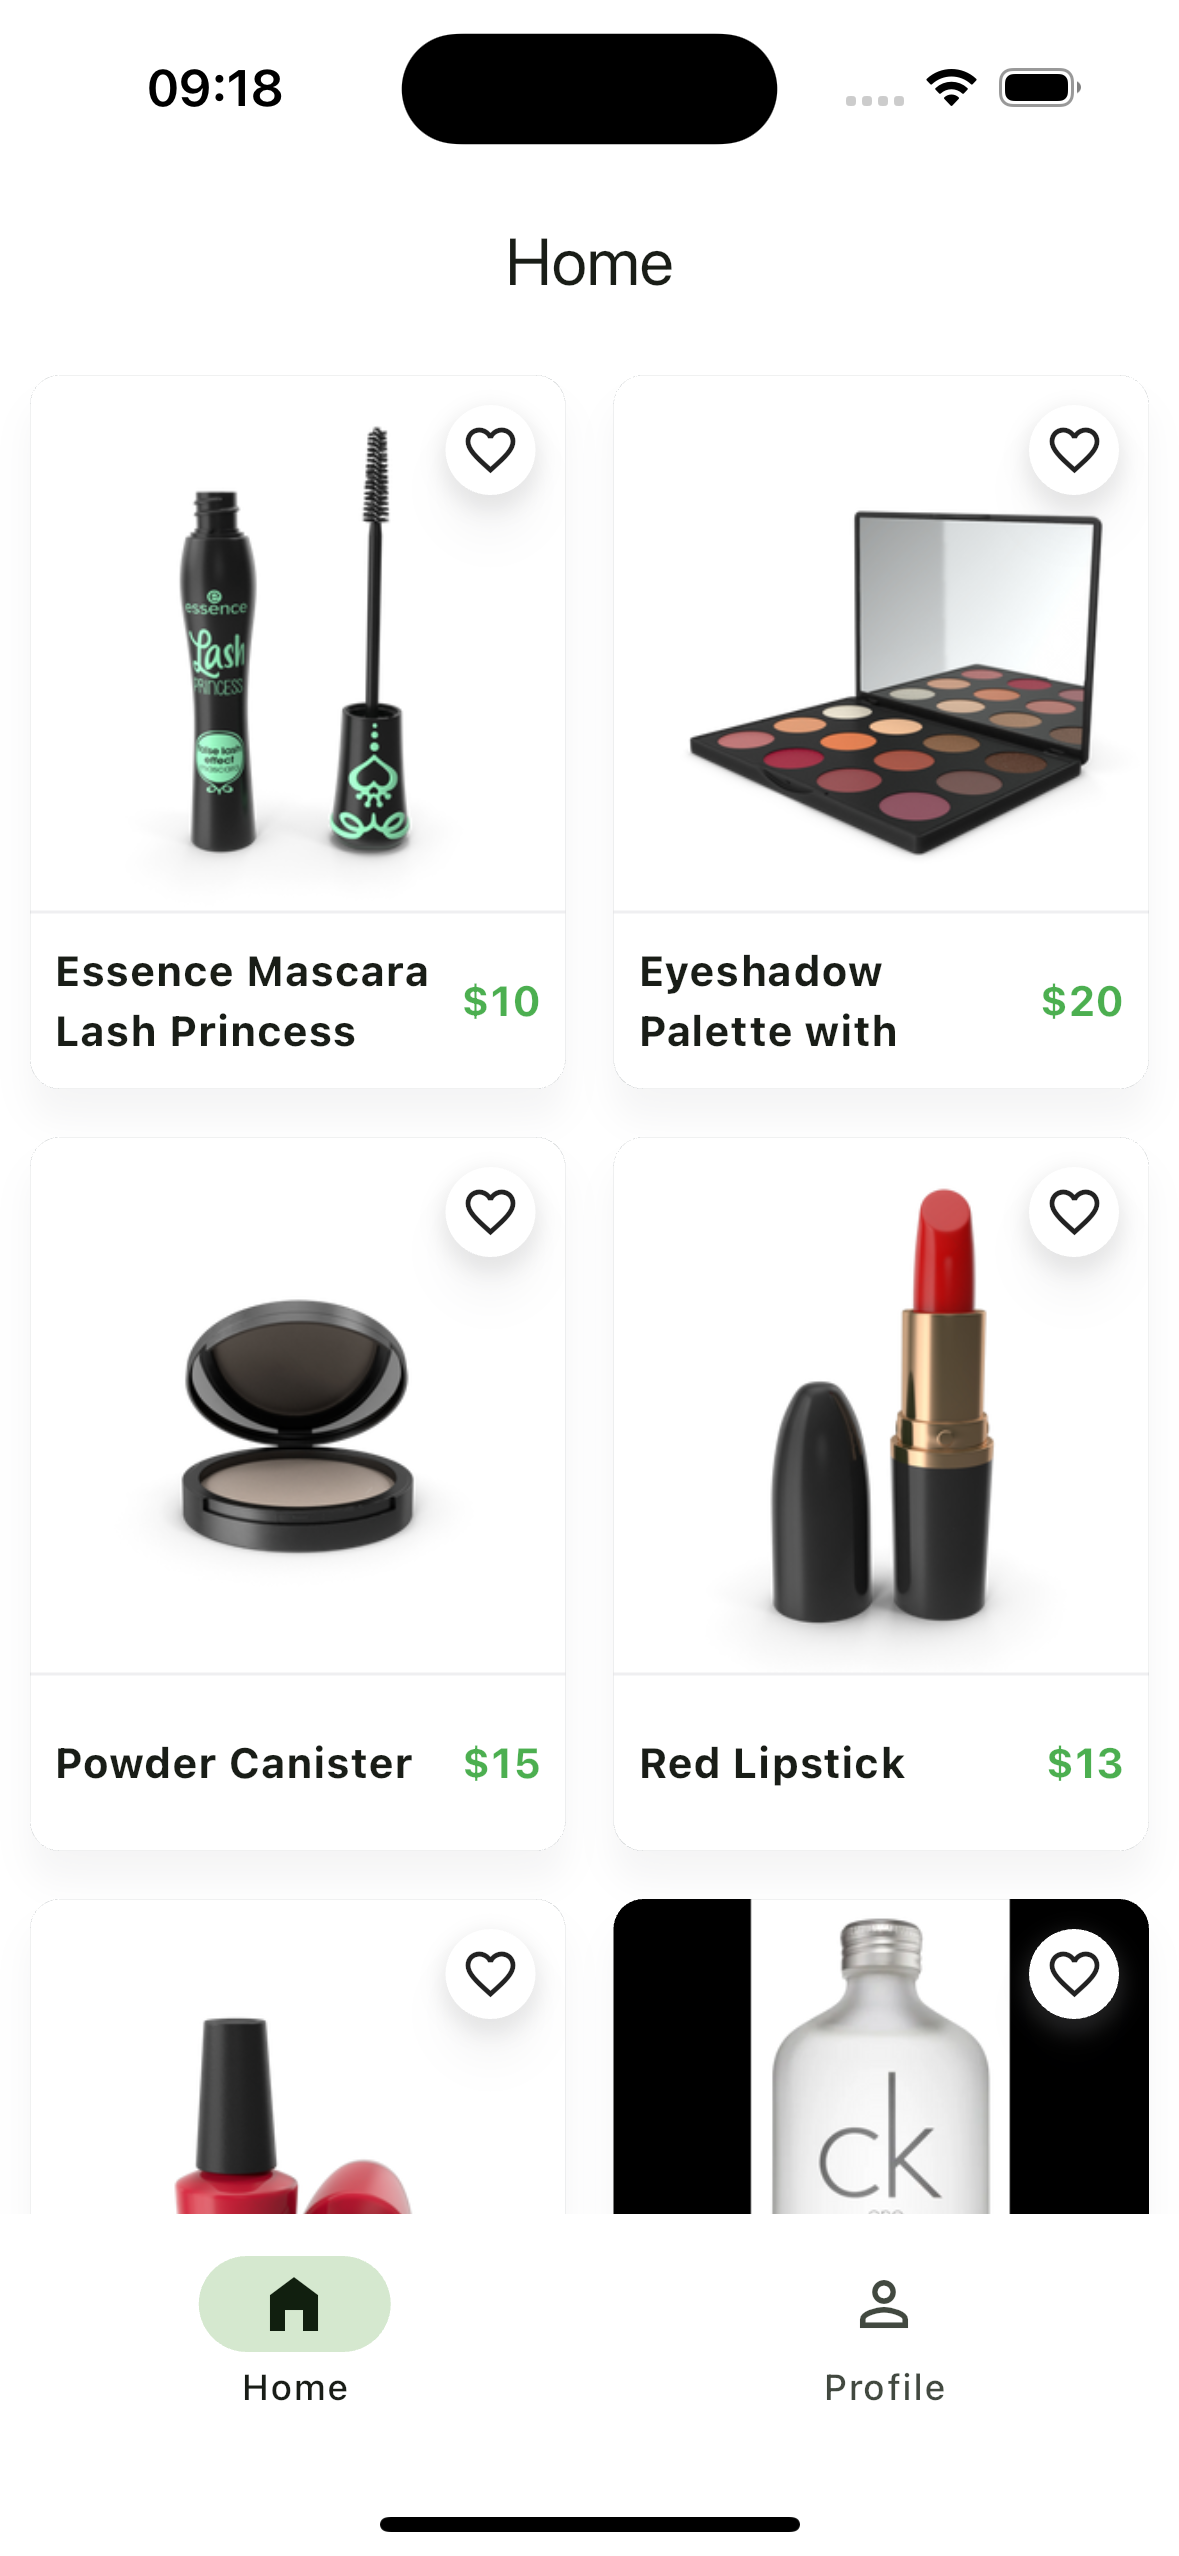 09:18
Home
essence
Lash
PRINCESS
false lash
effect
mascara
Essence Mascara
Lash Princess
$10
Eyeshadow
Palette with
$20
Powder Canister
$15
Red Lipstick
$13
ck
Home
Profile